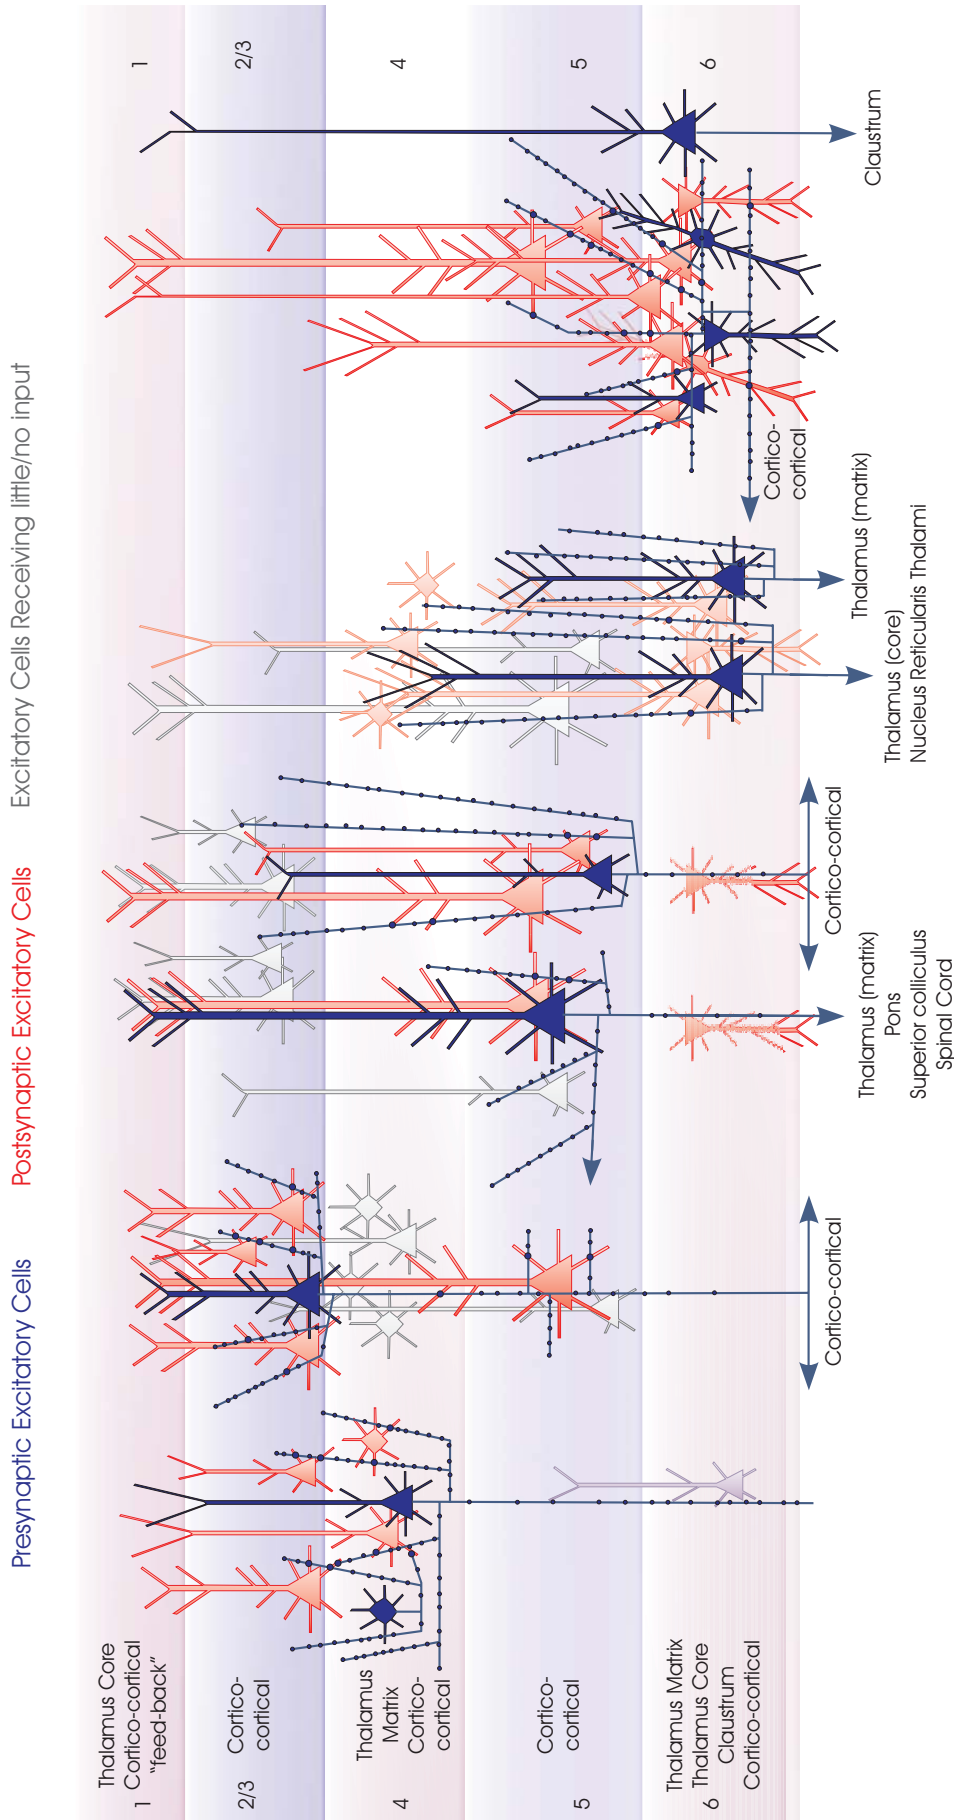 Presynaptic Excitatory Cells
Postsynaptic Excitatory Cells
Excitatory Cells Receiving little/no input
1
Thalamus Core
Cortico-cortical
"feed-back"
1
2/3
Cortico-
cortical
2/3
4
Thalamus
Matrix
Cortico-
cortical
4
5
Cortico-
cortical
5
6
Thalamus Matrix
Thalamus Core
Claustrum
Cortico-cortical
6
Cortico-cortical
Thalamus (matrix)
Pons
Superior colliculus
Spinal Cord
Cortico-cortical
Thalamus (core)
Nucleus Reticularis Thalami
Thalamus (matrix)
Cortico-
cortical
Claustrum